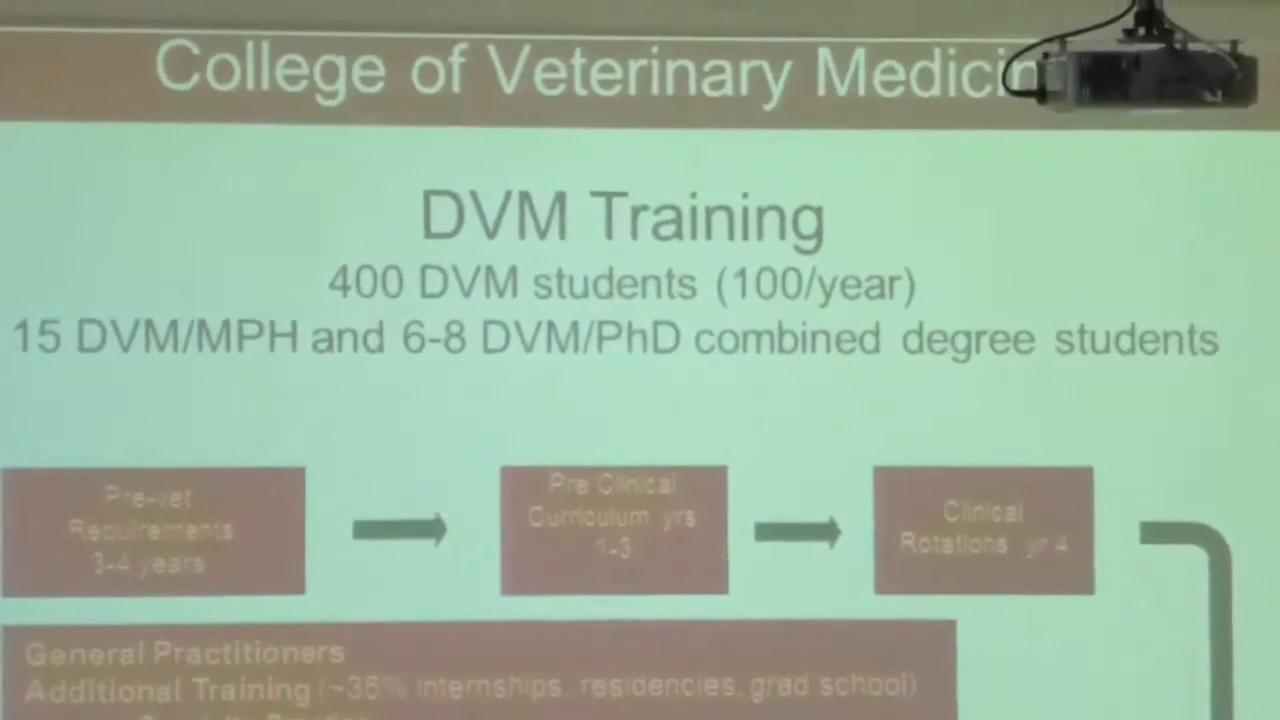 College of Veterinary Medicin
DVM Training
400 DVM students (100/year)
15 DVM/MPH and 6-8 DVM/PhD combined degree students
Pre-vet
Requirements
3-4 years
Pre Clinical
Curriculum yrs
1-3
Clinical
Rotations yr 4
General Practitioners
Additional Training (~35% internships, residencies, grad school)